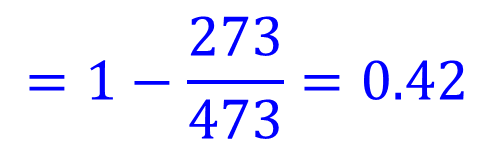 = 1 − 273/473 = 0.42